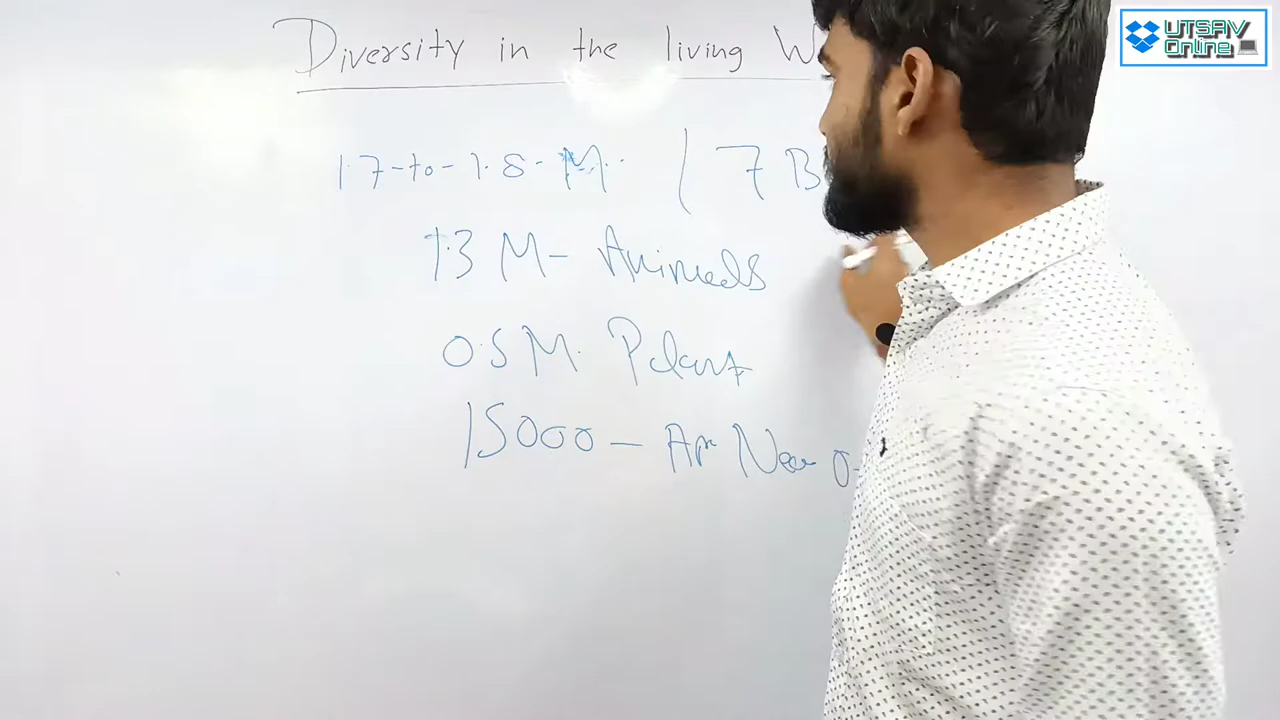 UTSAV
Online
Diversity in the living W
1.7-to-1.8-M.
( 7 B
1.3 M- Animals
0.5 M. Plant
15000 - New